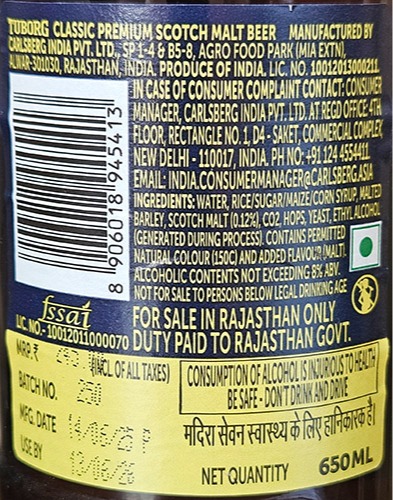 TUBORG CLASSIC PREMIUM SCOTCH MALT BEER MANUFACTURED BY
CARLSBERG INDIA PVT. LTD., SP 1-4 & B5-8, AGRO FOOD PARK (MIA EXTN),
ALWAR-301030, RAJASTHAN, INDIA. PRODUCE OF INDIA. LIC. NO. 10012013000211.
IN CASE OF CONSUMER COMPLAINT CONTACT: CONSUMER
MANAGER, CARLSBERG INDIA PVT. LTD. AT REGD OFFICE: 4TH
FLOOR, RECTANGLE NO. 1, D4 - SAKET, COMMERCIAL COMPLEX,
NEW DELHI - 110017, INDIA. PH NO: +91 124 4554411.
EMAIL: INDIA.CONSUMERMANAGER@CARLSBERG.ASIA
INGREDIENTS: WATER, RICE/SUGAR/MAIZE/CORN SYRUP, MALTED
BARLEY, SCOTCH MALT (0.12%), CO2, HOPS, YEAST, ETHYL ALCOHOL
(GENERATED DURING PROCESS). CONTAINS PERMITTED
NATURAL COLOUR (150C) AND ADDED FLAVOUR (MALT).
ALCOHOLIC CONTENTS NOT EXCEEDING 8% ABV.
NOT FOR SALE TO PERSONS BELOW LEGAL DRINKING AGE
8 906018 945413
fssai
LIC. NO.- 10012011000070
FOR SALE IN RAJASTHAN ONLY
DUTY PAID TO RAJASTHAN GOVT.
MRP.₹ (INCL OF ALL TAXES)
BATCH NO. 250
MFG. DATE 14/06/25 P
USE BY
CONSUMPTION OF ALCOHOL IS INJURIOUS TO HEALTH
BE SAFE - DON'T DRINK AND DRIVE
मदिरा सेवन स्वास्थ्य के लिए हानिकारक है।
NET QUANTITY 650ML